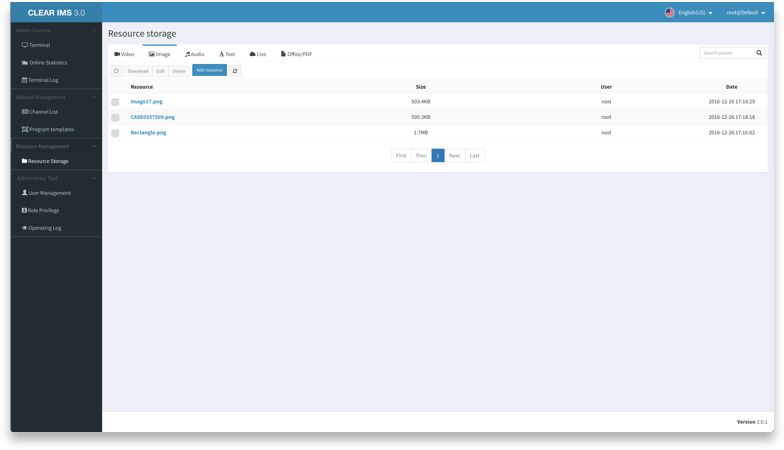 CLEAR IMS 3.0
English(US)
root@Default
Admin Console
Terminal
Online Statistics
Terminal Log
Release Management
Channel List
Program templates
Resource Management
Resource Storage
Administrator Tool
User Management
Role Privilege
Operating Log
Resource storage
Video Image Audio Text Live Office/PDF
Search picture
Download Edit Delete Add resource
Resource Size User Date
image17.png 503.4KB root 2016-12-26 17:18:29
CASE0337500.png 595.3KB root 2016-12-26 17:18:18
Rectangle.png 1.7MB root 2016-12-26 17:16:02
First Prev 1 Next Last
Version 3.0.1